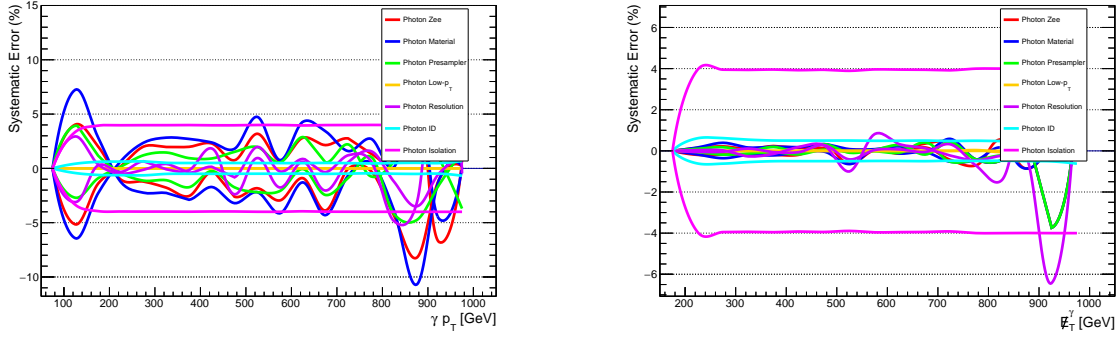 Systematic Error (%)
15
10
5
0
−5
−10
100 200 300 400 500 600 700 800 900 1000
γ p_T [GeV]
Photon Zee
Photon Material
Photon Presampler
Photon Low-p_T
Photon Resolution
Photon ID
Photon Isolation
Systematic Error (%)
6
4
2
0
−2
−4
−6
200 300 400 500 600 700 800 900 1000
E̸_T^γ [GeV]
Photon Zee
Photon Material
Photon Presampler
Photon Low-p_T
Photon Resolution
Photon ID
Photon Isolation